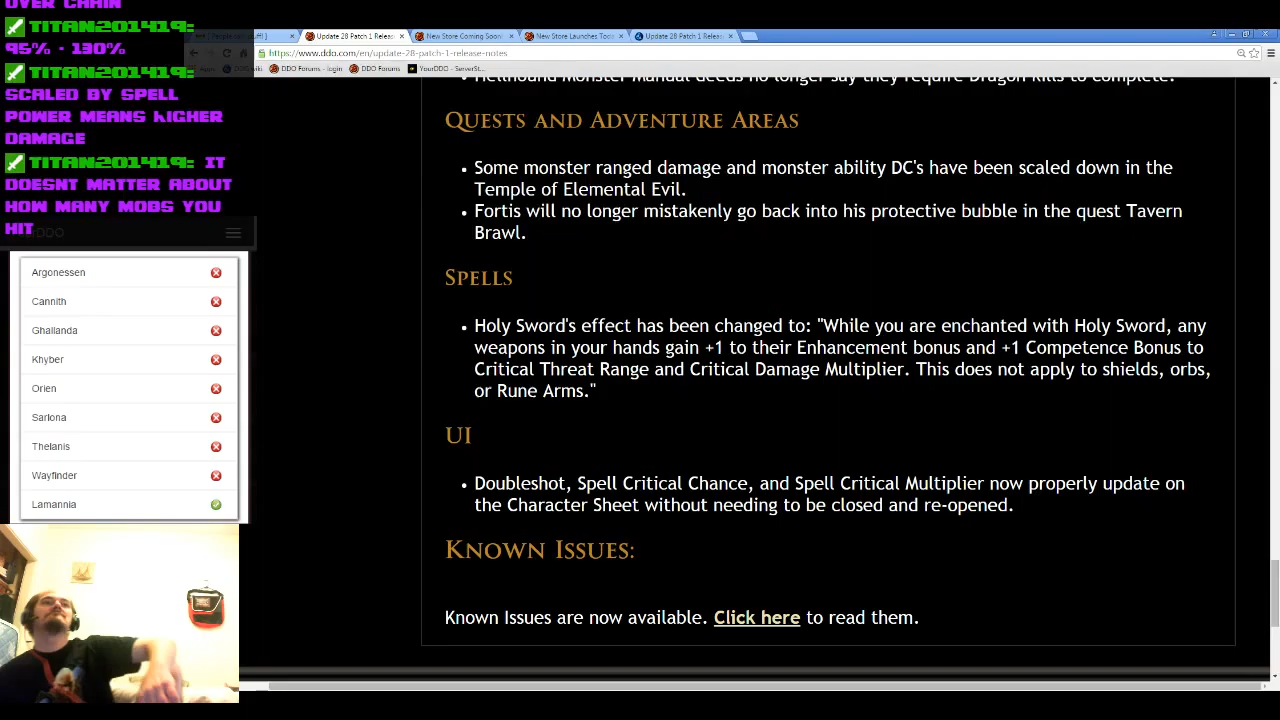 OVER CHAIN
TITAN201419:
95% - 130%
TITAN201419:
SCALED BY SPELL
POWER MEANS HIGHER
DAMAGE
TITAN201419: IT
DOESNT MATTER ABOUT
HOW MANY MOBS YOU
HIT
Update 28 Patch 1 Releas
New Store Coming Soon!
New Store Launches Toda
Update 28 Patch 1 Releas
https://www.ddo.com/en/update-28-patch-1-release-notes
DDO Forums - login
DDO Forums
YourDDO - ServerSt...
Argonessen
Cannith
Ghallanda
Khyber
Orien
Sarlona
Thelanis
Wayfinder
Lamannia
Hellhound Monster Manual deeds no longer say they require Dragon kills to complete.
Quests and Adventure Areas
Some monster ranged damage and monster ability DC's have been scaled down in the
Temple of Elemental Evil.
Fortis will no longer mistakenly go back into his protective bubble in the quest Tavern
Brawl.
Spells
Holy Sword's effect has been changed to: "While you are enchanted with Holy Sword, any
weapons in your hands gain +1 to their Enhancement bonus and +1 Competence Bonus to
Critical Threat Range and Critical Damage Multiplier. This does not apply to shields, orbs,
or Rune Arms."
UI
Doubleshot, Spell Critical Chance, and Spell Critical Multiplier now properly update on
the Character Sheet without needing to be closed and re-opened.
Known Issues:
Known Issues are now available. Click here to read them.